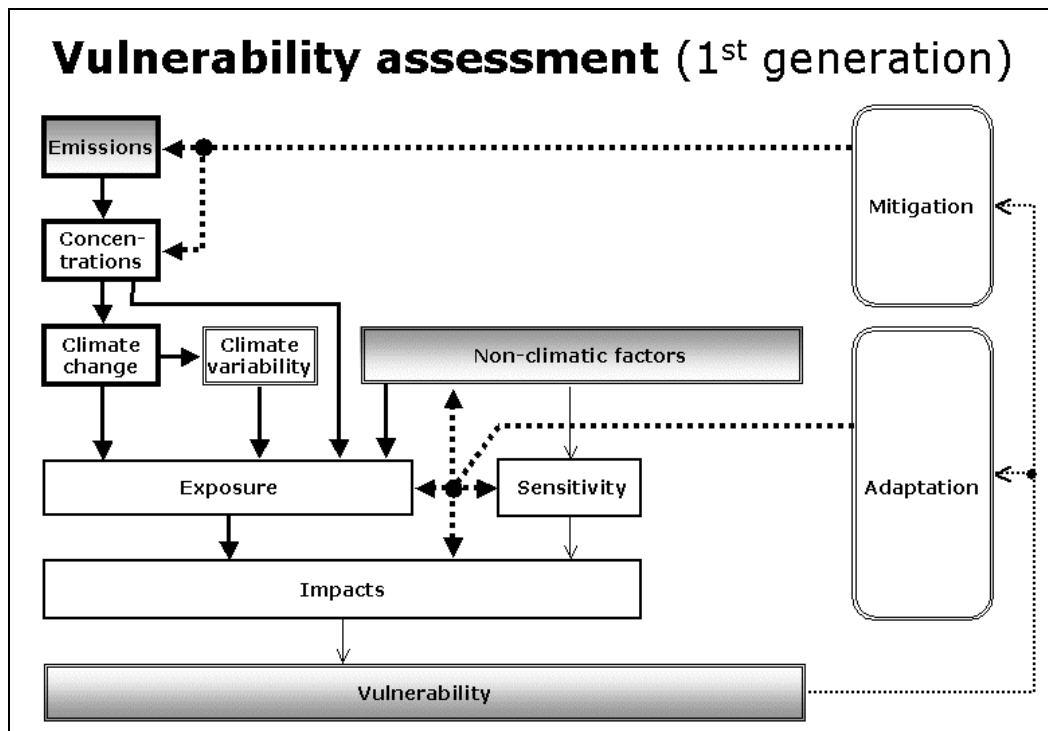 Vulnerability assessment (1st generation)
Emissions
Mitigation
Concen-
trations
Climate
change
Climate
variability
Non-climatic factors
Exposure
Sensitivity
Adaptation
Impacts
Vulnerability